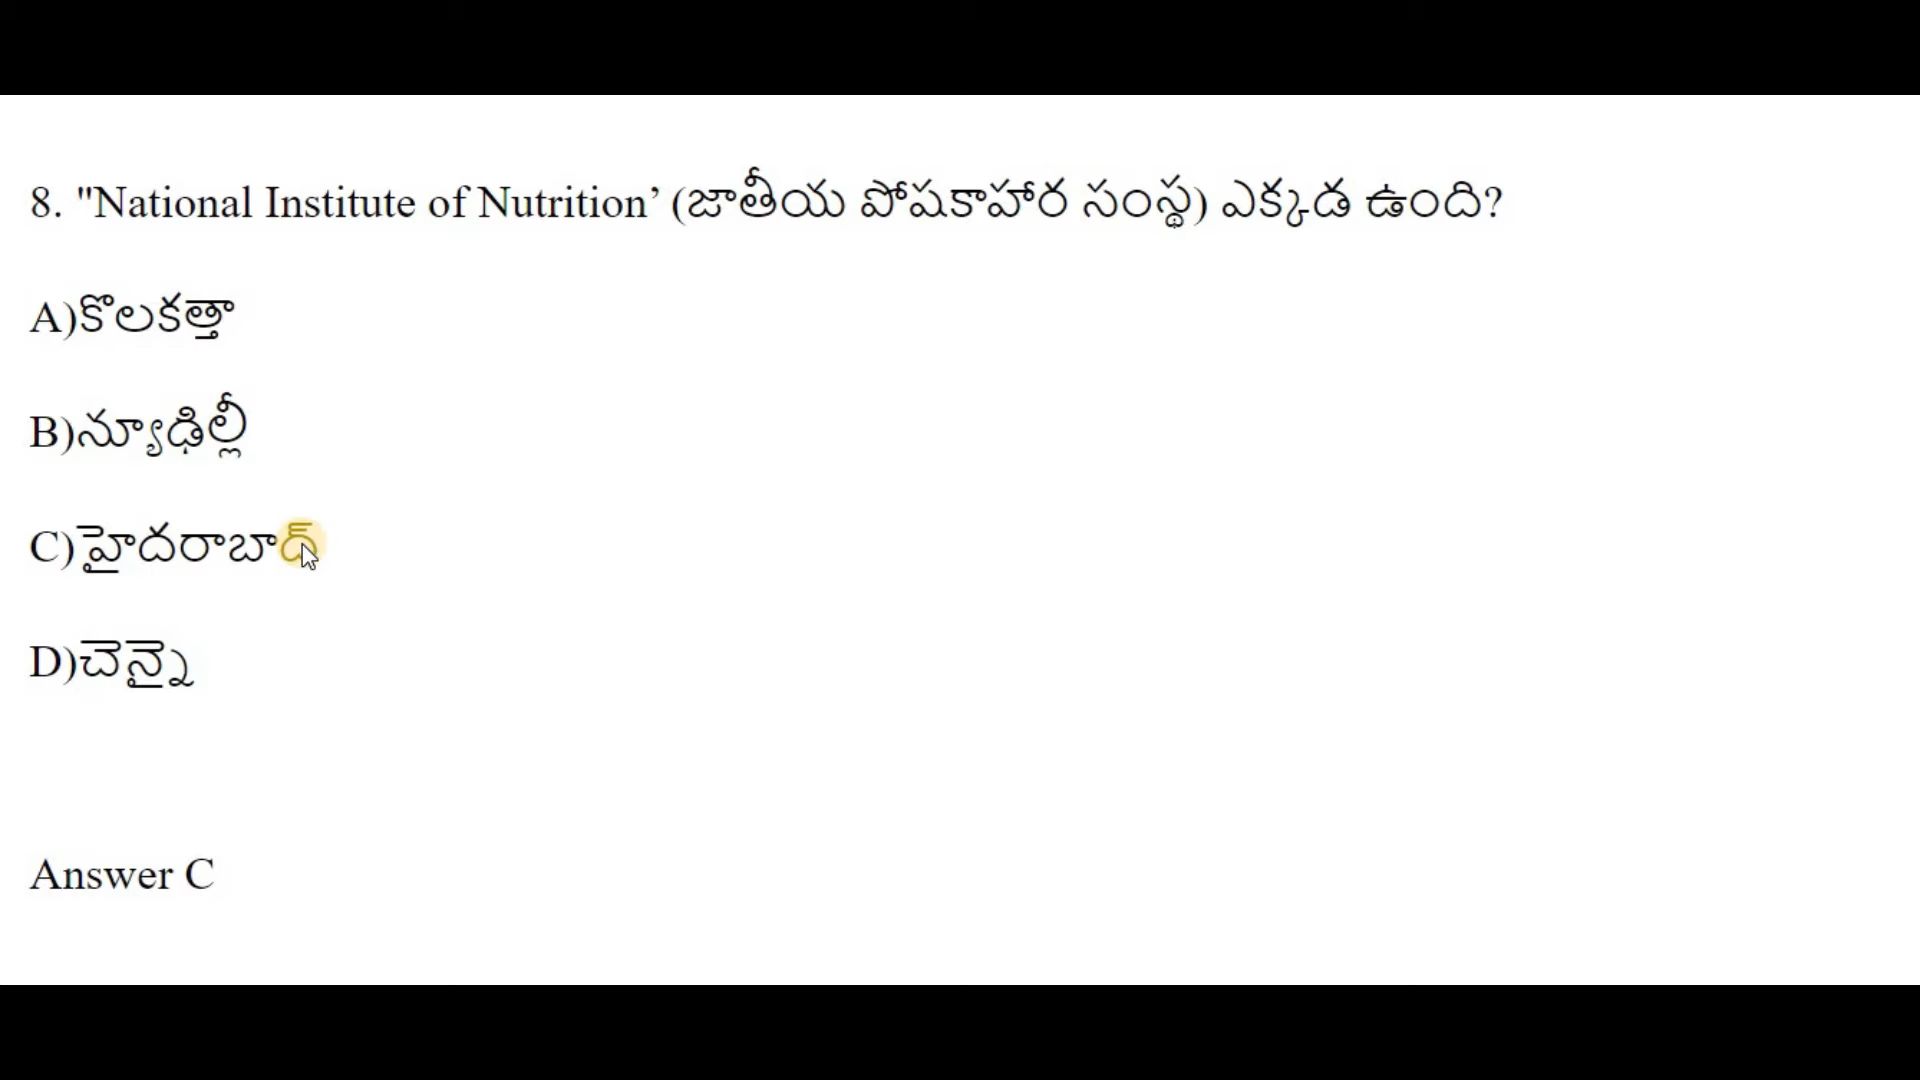 8. "National Institute of Nutrition’ (జాతీయ పోషకాహార సంస్థ) ఎక్కడ ఉంది?
A)కొలకత్తా
B)న్యూఢిల్లీ
C)హైదరాబాద్
D)చెన్నై
Answer C